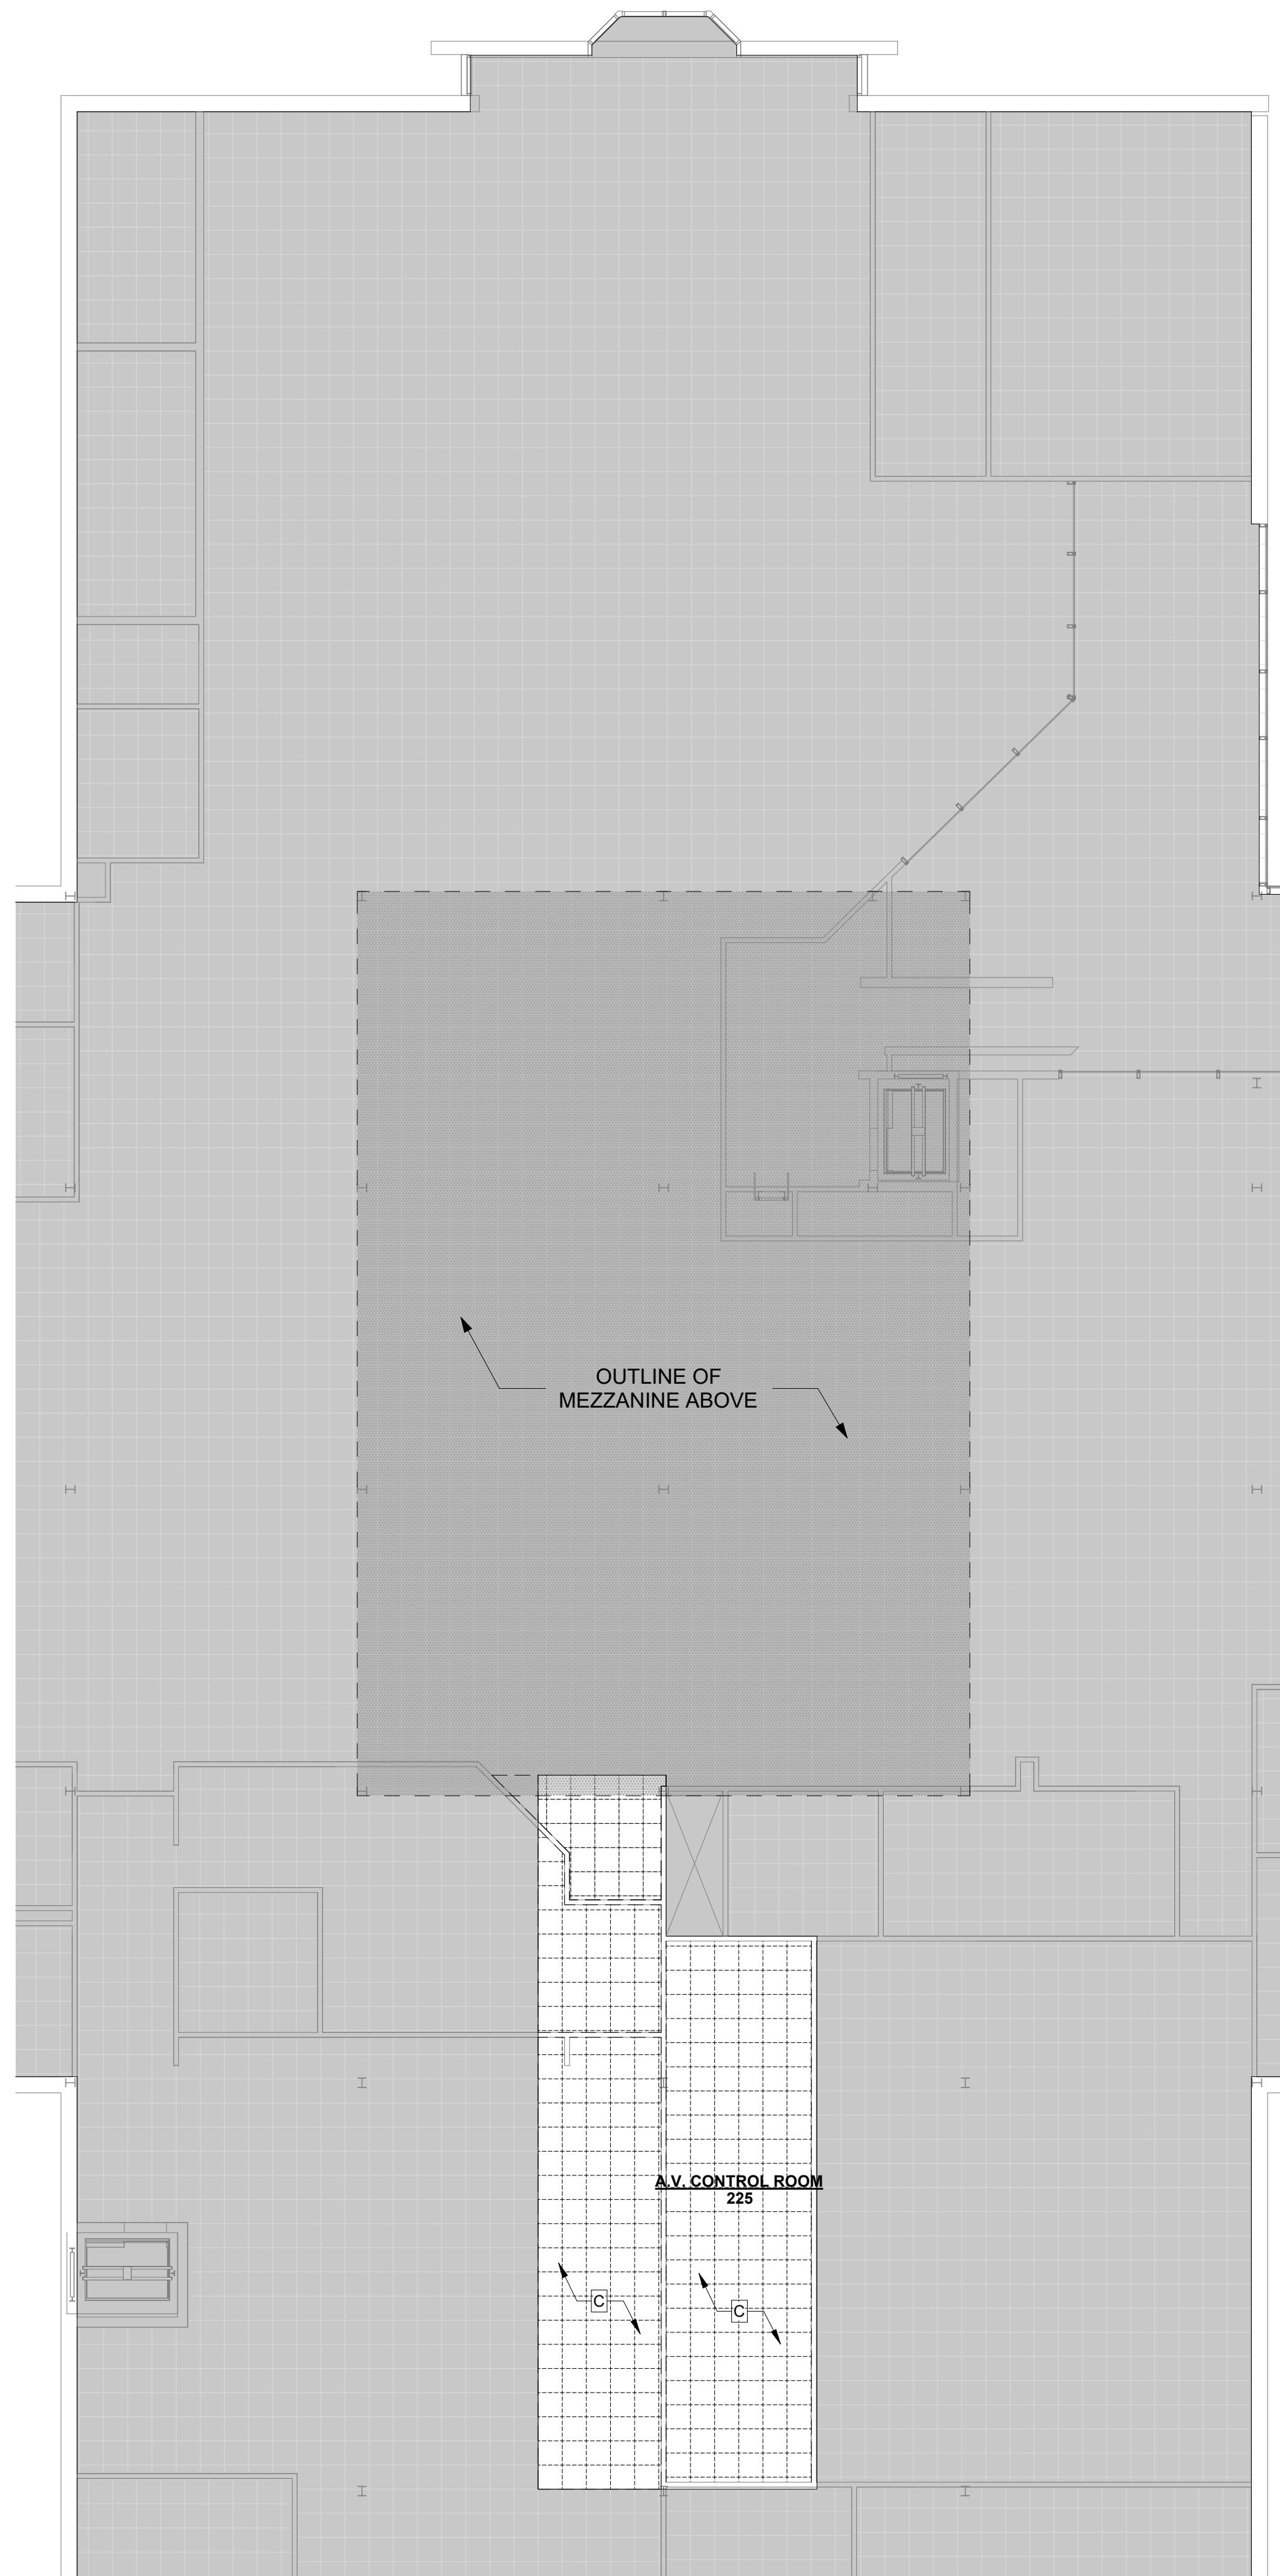 OUTLINE OF
MEZZANINE ABOVE
A.V. CONTROL ROOM
225
C
C